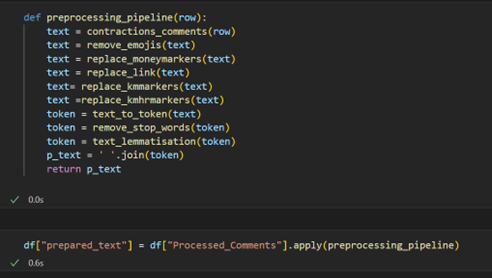 def preprocessing_pipeline(row):
    text = contractions_comments(row)
    text = remove_emojis(text)
    text = replace_moneymarkers(text)
    text = replace_link(text)
    text= replace_kmmarkers(text)
    text =replace_kmhrmarkers(text)
    token = text_to_token(text)
    token = remove_stop_words(token)
    token = text_lemmatisation(token)
    p_text = ' '.join(token)
    return p_text
✓ 0.0s
df["prepared_text"] = df["Processed_Comments"].apply(preprocessing_pipeline)
✓ 0.6s